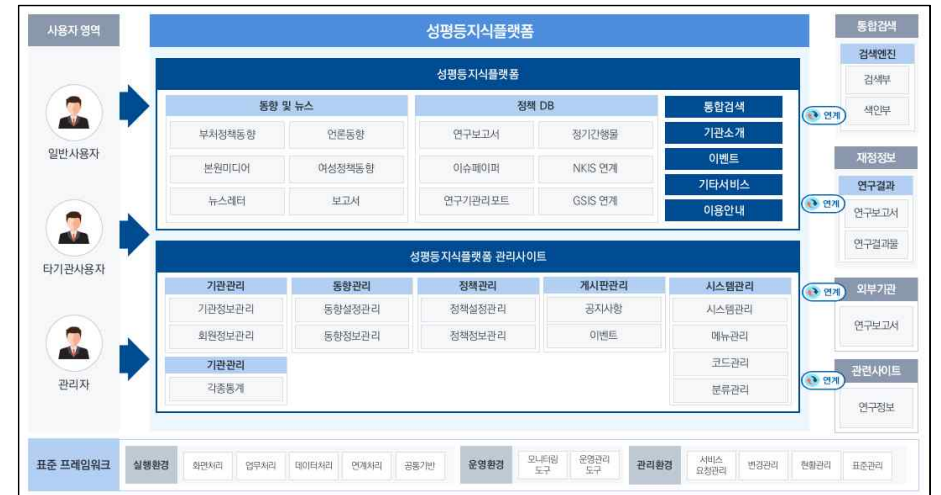 사용자 영역
일반사용자
타기관사용자
관리자
성평등지식플랫폼
성평등지식플랫폼
동향 및 뉴스
부처정책동향
언론동향
본원미디어
여성정책동향
뉴스레터
보고서
정책 DB
연구보고서
정기간행물
이슈페이퍼
NKIS 연계
연구기관리포트
GSIS 연계
통합검색
기관소개
이벤트
기타서비스
이용안내
성평등지식플랫폼 관리사이트
기관관리
기관정보관리
회원정보관리
기관관리
각종통계
동향관리
동향설정관리
동향정보관리
정책관리
정책설정관리
정책정보관리
게시판관리
공지사항
이벤트
시스템관리
시스템관리
메뉴관리
코드관리
분류관리
연계
연계
연계
연계
통합검색
검색엔진
검색부
색인부
재정정보
연구결과
연구보고서
연구결과물
외부기관
연구보고서
관련사이트
연구정보
표준 프레임워크
실행환경
화면처리
업무처리
데이터처리
연계처리
공통기반
운영환경
모니터링
도구
운영관리
도구
관리환경
서비스
요청관리
변경관리
현황관리
표준관리